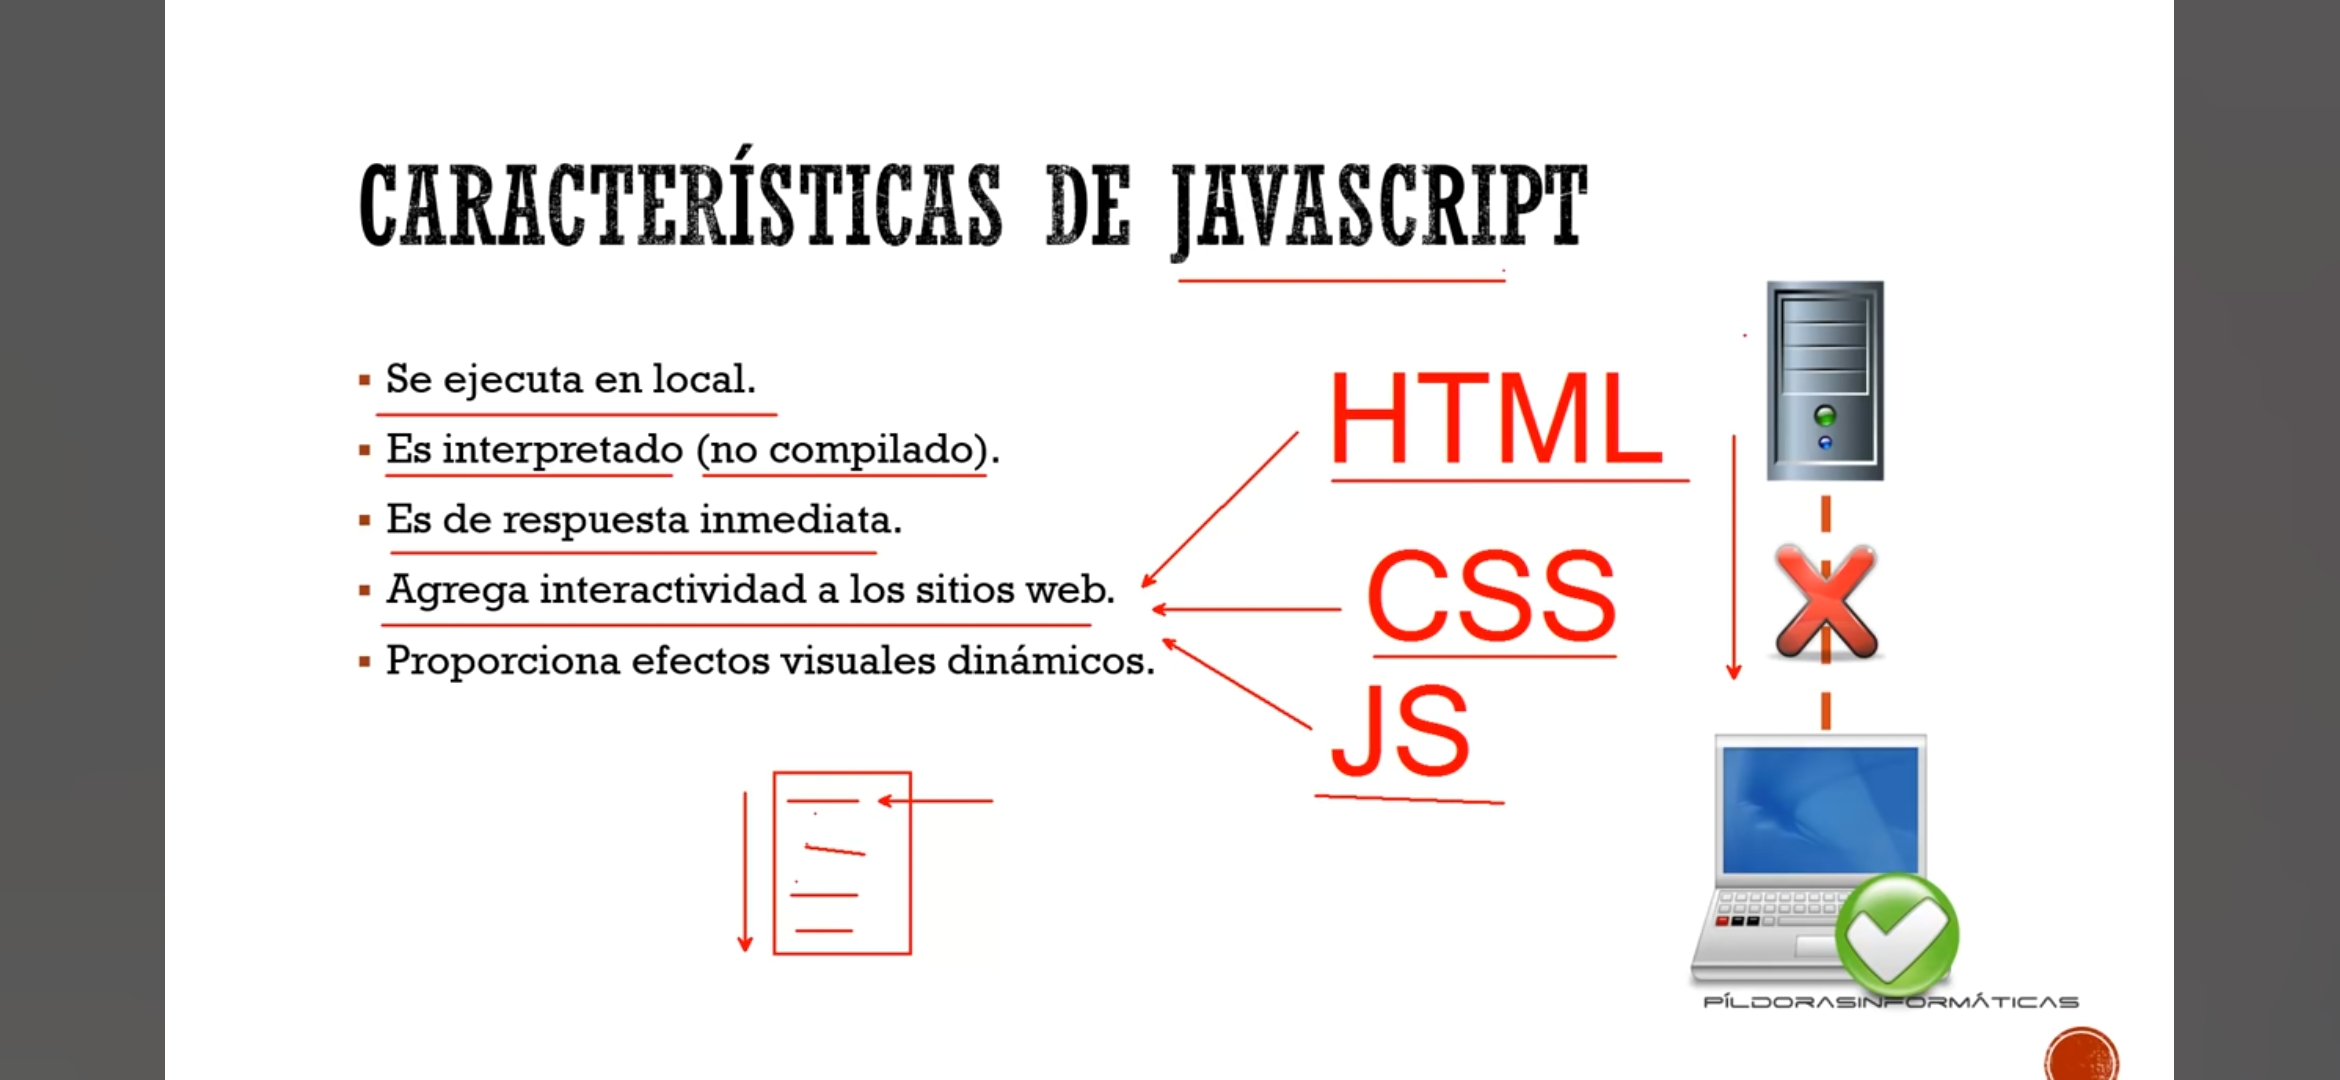 CARACTERÍSTICAS DE JAVASCRIPT
Se ejecuta en local.
Es interpretado (no compilado).
Es de respuesta inmediata.
Agrega interactividad a los sitios web.
Proporciona efectos visuales dinámicos.
HTML
CSS
JS
PÍLDORASINFORMÁTICAS